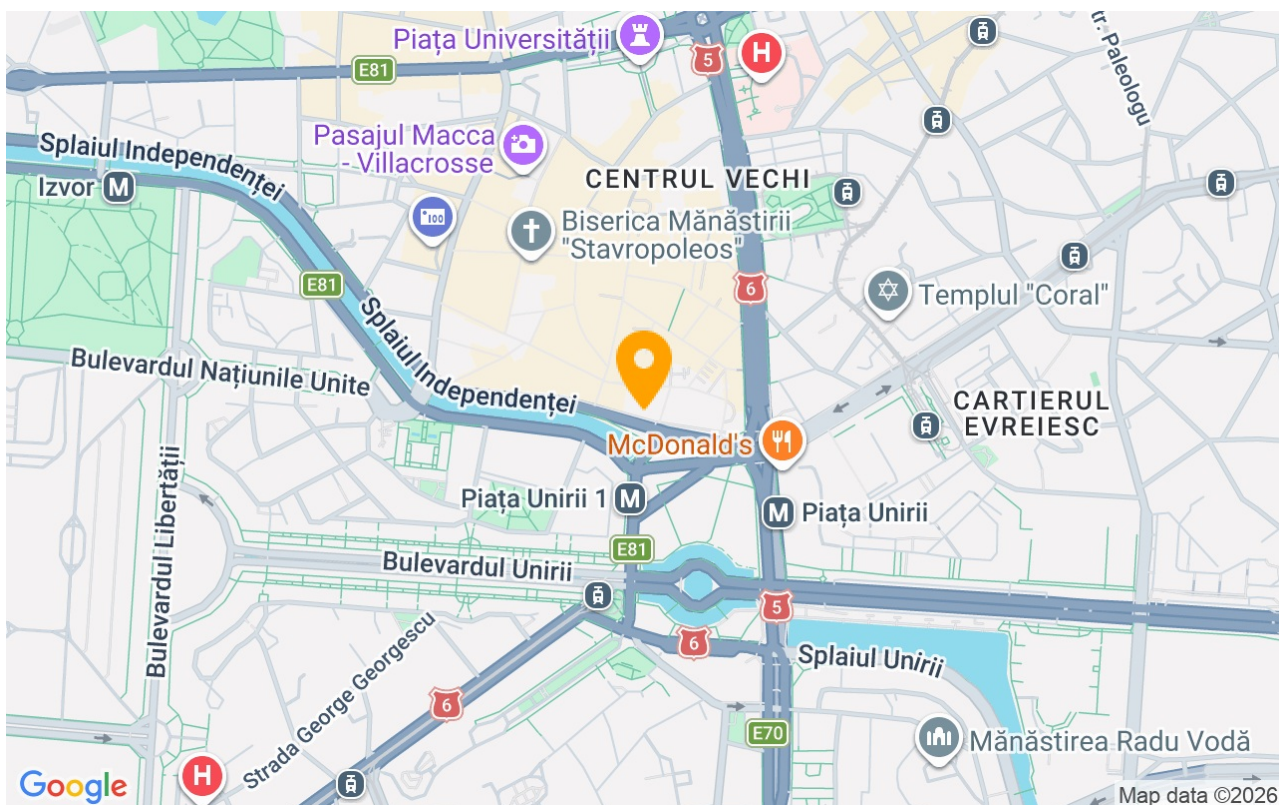 Piața Universității
5
H
tr. Paleologu
E81
Splaiul Independenței
Pasajul Macca
- Villacrosse
CENTRUL VECHI
Izvor
M
100
Biserica Mănăstirii
"Stavropoleos"
E81
6
Templul "Coral"
Splaiul Independenței
Bulevardul Națiunile Unite
CARTIERUL
EVREIESC
McDonald's
Piața Unirii 1
M
M
Piața Unirii
Bulevardul Libertății
E81
Bulevardul Unirii
5
6
Splaiul Unirii
Strada George Georgescu
6
E70
Mănăstirea Radu Vodă
H
Google
Map data ©2026